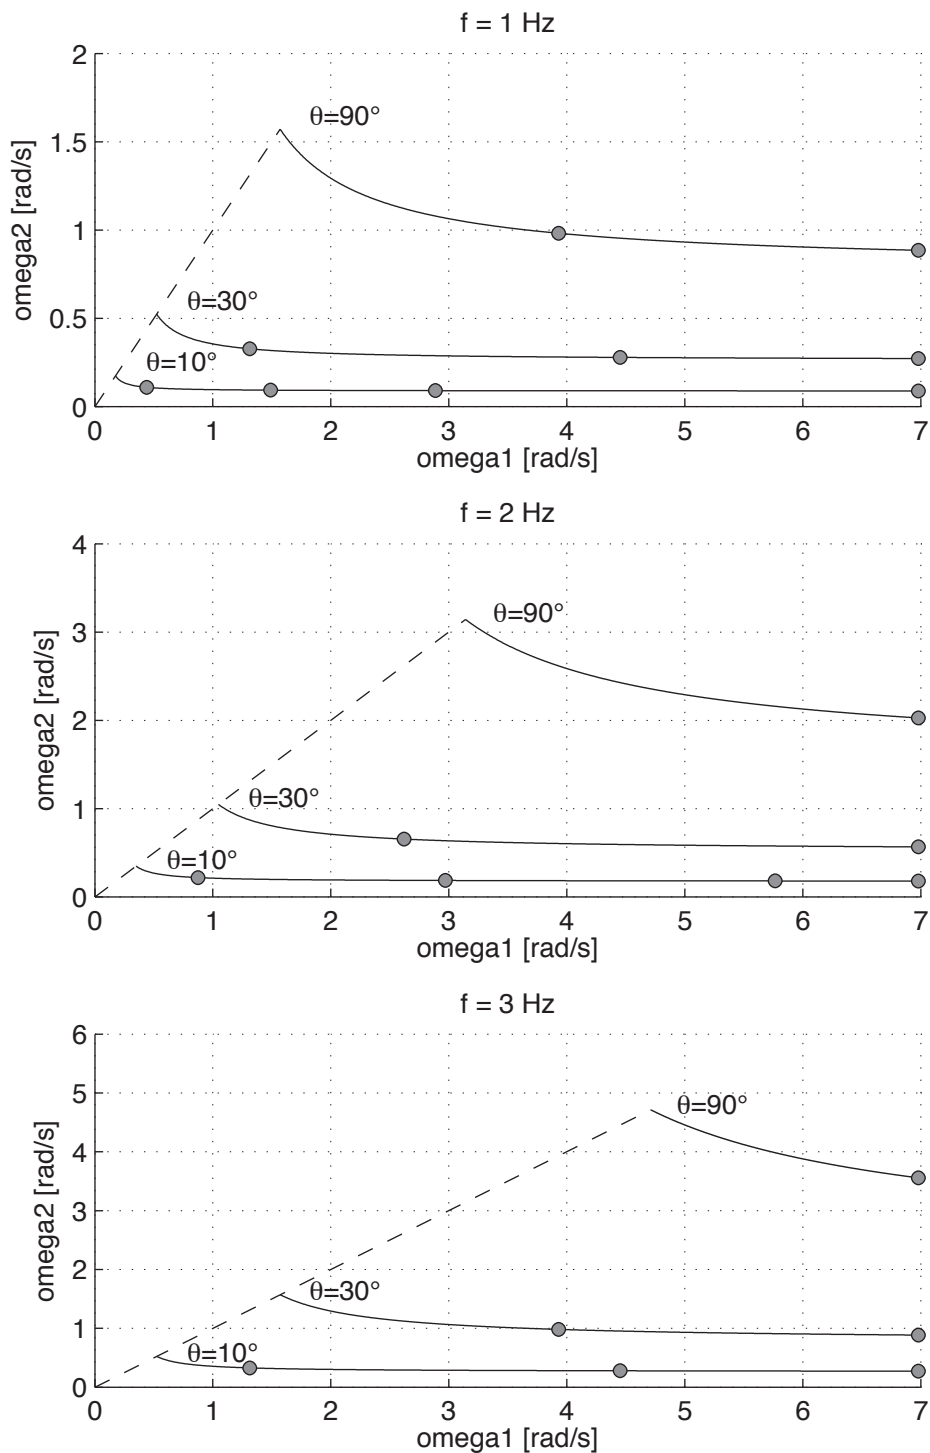 f = 1 Hz
2
θ=90°
1.5
omega2 [rad/s]
1
0.5
θ=30°
θ=10°
0
0 1 2 3 4 5 6 7
omega1 [rad/s]
f = 2 Hz
4
θ=90°
3
omega2 [rad/s]
2
1
θ=30°
θ=10°
0
0 1 2 3 4 5 6 7
omega1 [rad/s]
f = 3 Hz
6
5
θ=90°
4
omega2 [rad/s]
3
2
θ=30°
1
θ=10°
0
0 1 2 3 4 5 6 7
omega1 [rad/s]